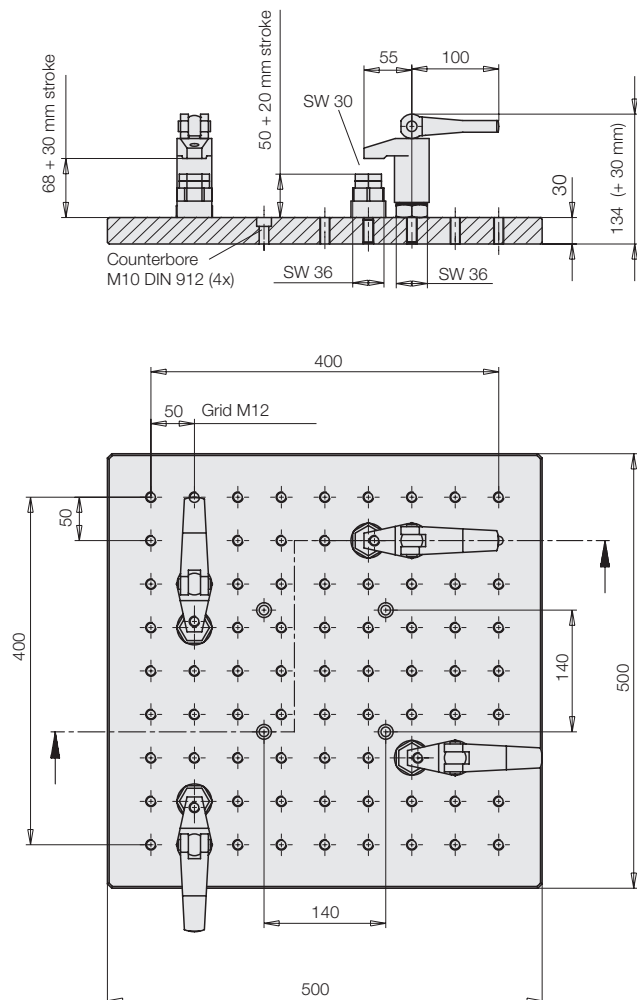 68 + 30 mm stroke
50 + 20 mm stroke
55
100
SW 30
30
134 (+ 30 mm)
Counterbore
M10 DIN 912 (4x)
SW 36
SW 36
400
50
Grid M12
50
400
140
500
140
500